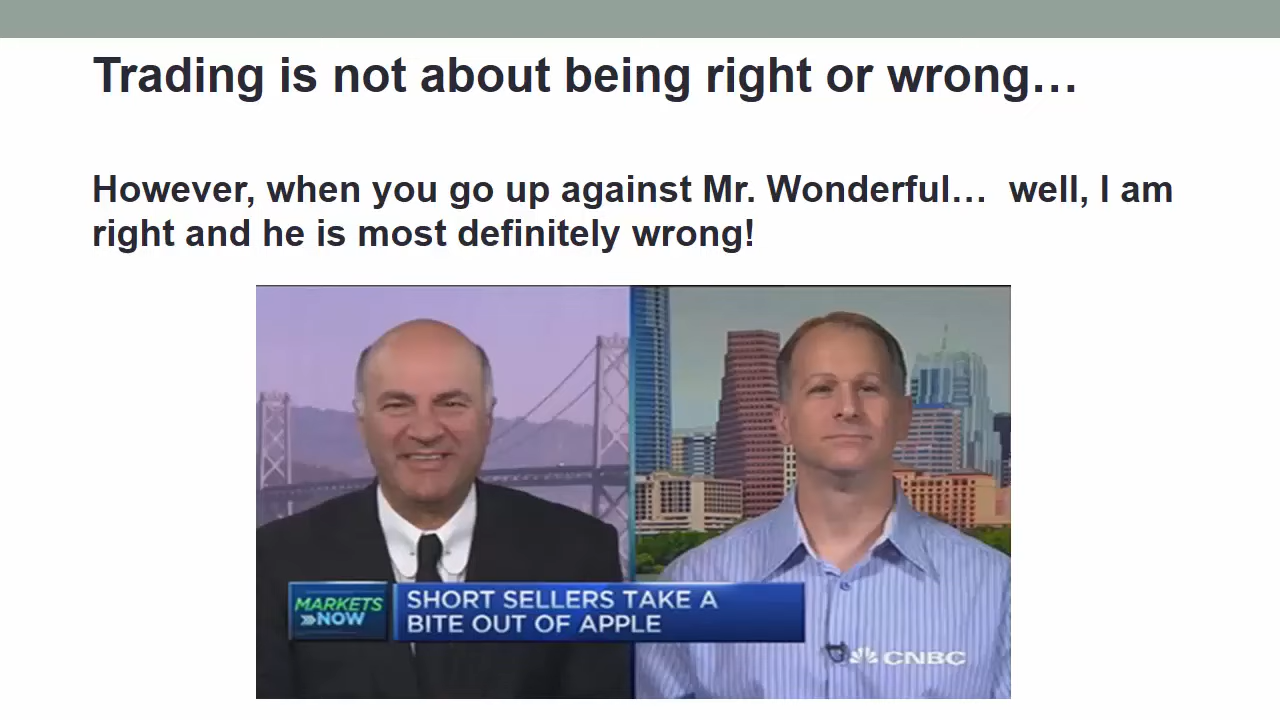 Trading is not about being right or wrong…
However, when you go up against Mr. Wonderful…  well, I am
right and he is most definitely wrong!
MARKETS
NOW
SHORT SELLERS TAKE A
BITE OUT OF APPLE
CNBC